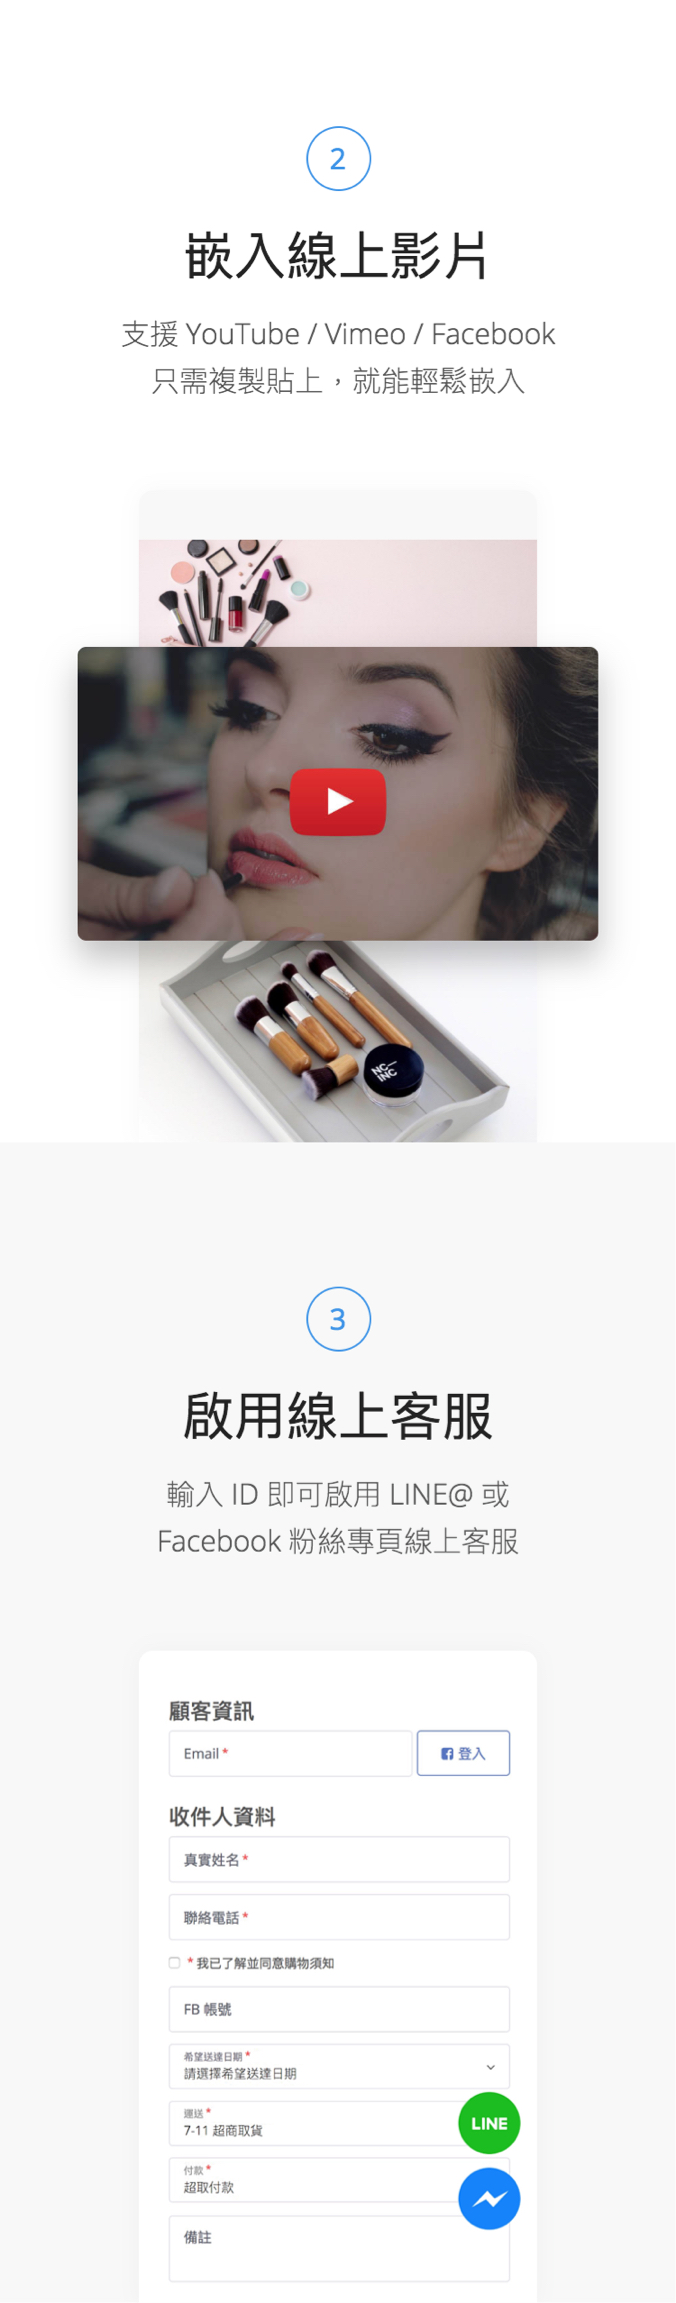 2
嵌入線上影片
支援 YouTube / Vimeo / Facebook
只需複製貼上，就能輕鬆嵌入
NC—
INC
3
啟用線上客服
輸入 ID 即可啟用 LINE@ 或
Facebook 粉絲專頁線上客服
顧客資訊
Email *
登入
收件人資料
真實姓名 *
聯絡電話 *
* 我已了解並同意購物須知
FB 帳號
希望送達日期 *
請選擇希望送達日期
運送 *
7-11 超商取貨
LINE
付款 *
超取付款
備註